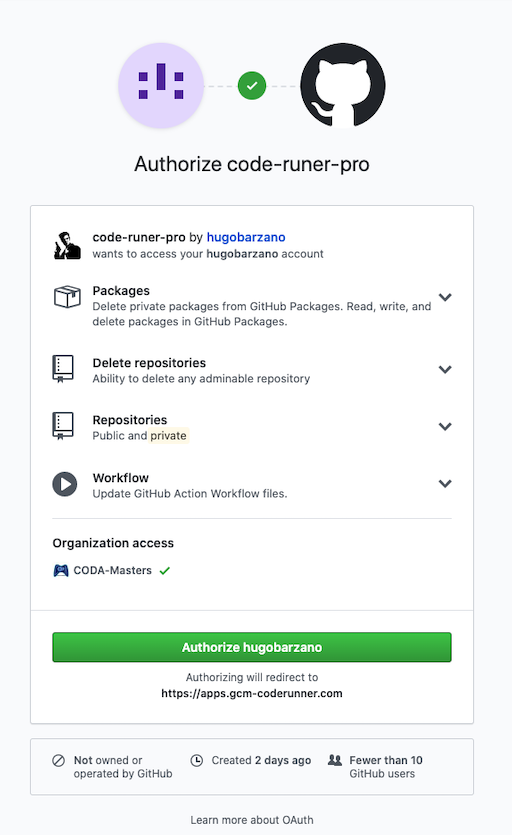 Authorize code-runer-pro
code-runer-pro by hugobarzano
wants to access your hugobarzano account
Packages
Delete private packages from GitHub Packages. Read, write, and
delete packages in GitHub Packages.
Delete repositories
Ability to delete any adminable repository
Repositories
Public and private
Workflow
Update GitHub Action Workflow files.
Organization access
CODA-Masters
Authorize hugobarzano
Authorizing will redirect to
https://apps.gcm-coderunner.com
Not owned or
operated by GitHub
Created 2 days ago
Fewer than 10
GitHub users
Learn more about OAuth